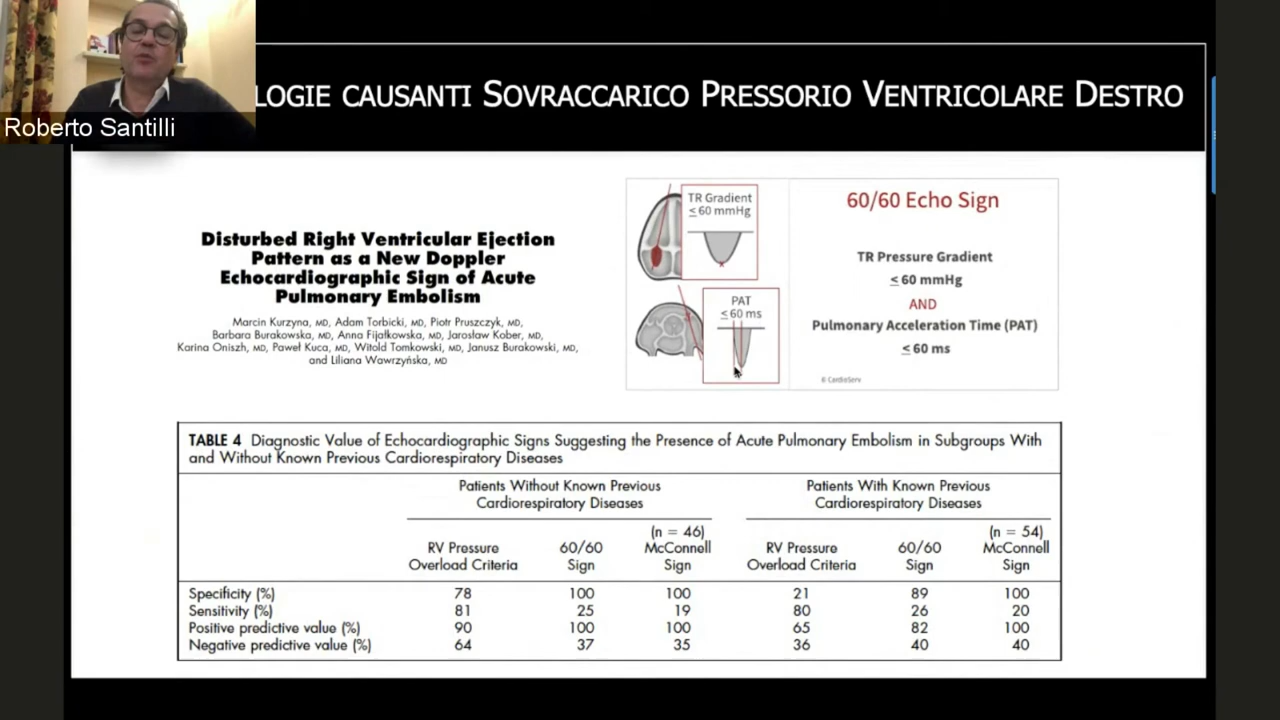 LOGIE CAUSANTI SOVRACCARICO PRESSORIO VENTRICOLARE DESTRO
Roberto Santilli
Disturbed Right Ventricular Ejection
Pattern as a New Doppler
Echocardiographic Sign of Acute
Pulmonary Embolism
Marcin Kurzyna, MD, Adam Torbicki, MD, Piotr Pruszczyk, MD,
Barbara Burakowska, MD, Anna Fijałkowska, MD, Jarosław Kober, MD,
Karina Oniszh, MD, Paweł Kuca, MD, Witold Tomkowski, MD, Janusz Burakowski, MD,
and Liliana Wawrzyńska, MD
TR Gradient
≤ 60 mmHg
PAT
≤ 60 ms
60/60 Echo Sign
TR Pressure Gradient
≤ 60 mmHg
AND
Pulmonary Acceleration Time (PAT)
≤ 60 ms
© CardioServ
TABLE 4 Diagnostic Value of Echocardiographic Signs Suggesting the Presence of Acute Pulmonary Embolism in Subgroups With
and Without Known Previous Cardiorespiratory Diseases
Patients Without Known Previous Patients With Known Previous
Cardiorespiratory Diseases Cardiorespiratory Diseases
(n = 46) (n = 54)
RV Pressure 60/60 McConnell RV Pressure 60/60 McConnell
Overload Criteria Sign Sign Overload Criteria Sign Sign
Specificity (%) 78 100 100 21 89 100
Sensitivity (%) 81 25 19 80 26 20
Positive predictive value (%) 90 100 100 65 82 100
Negative predictive value (%) 64 37 35 36 40 40